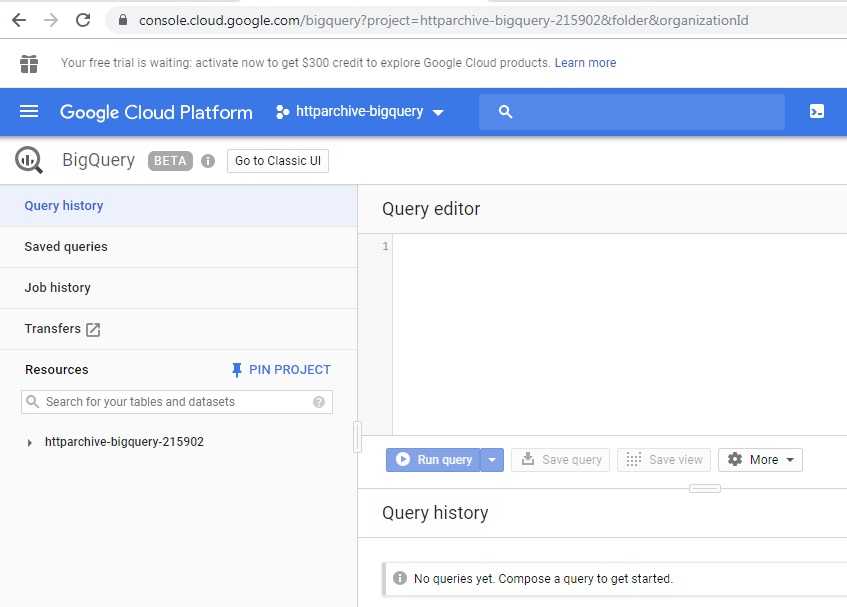 console.cloud.google.com/bigquery?project=httparchive-bigquery-215902&folder&organizationId
Your free trial is waiting: activate now to get $300 credit to explore Google Cloud products. Learn more
Google Cloud Platform httparchive-bigquery
BigQuery BETA Go to Classic UI
Query history
Saved queries
Job history
Transfers
Resources PIN PROJECT
Search for your tables and datasets
httparchive-bigquery-215902
Query editor
1
Run query Save query Save view More
Query history
No queries yet. Compose a query to get started.